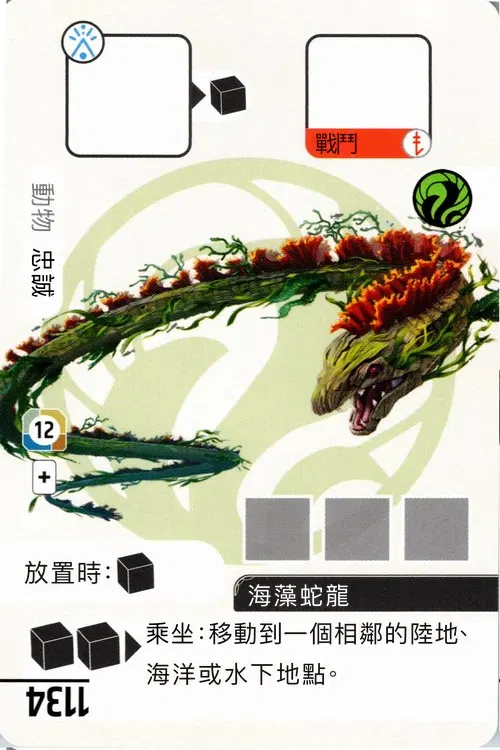 戰鬥
動物 忠誠
12
+
放置時:
海藻蛇龍
乘坐:移動到一個相鄰的陸地、
海洋或水下地點。
1134